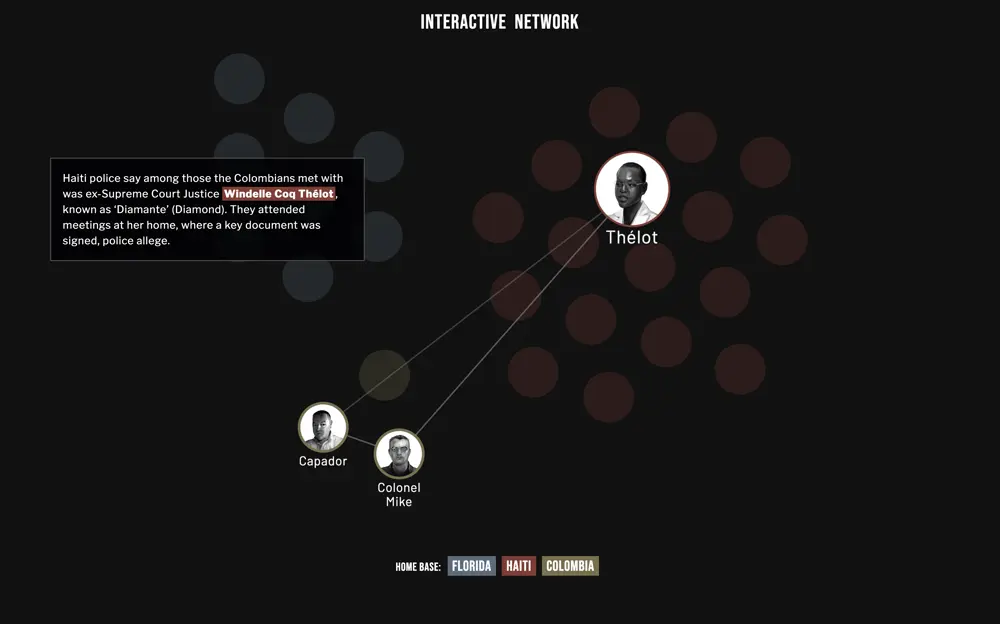 INTERACTIVE NETWORK
Haiti police say among those the Colombians met with
was ex-Supreme Court Justice Windelle Coq Thélot,
known as ‘Diamante’ (Diamond). They attended
meetings at her home, where a key document was
signed, police allege.
Thélot
Capador
Colonel
Mike
HOME BASE: FLORIDA HAITI COLOMBIA